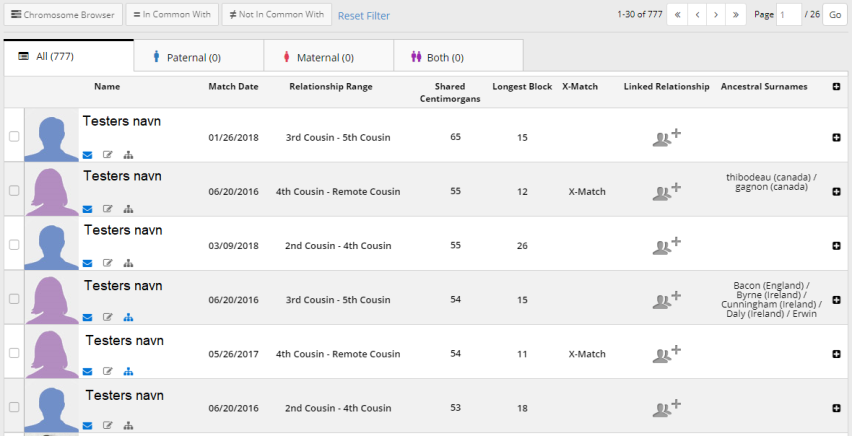 Chromosome Browser = In Common With ≠ Not In Common With Reset Filter 1-30 of 777 « ‹ › » Page 1 / 26 Go
All (777) Paternal (0) Maternal (0) Both (0)
Name Match Date Relationship Range Shared Centimorgans Longest Block X-Match Linked Relationship Ancestral Surnames
Testers navn
01/26/2018 3rd Cousin - 5th Cousin 65 15
Testers navn
06/20/2016 4th Cousin - Remote Cousin 55 12 X-Match thibodeau (canada) / gagnon (canada)
Testers navn
03/09/2018 2nd Cousin - 4th Cousin 55 26
Testers navn
06/20/2016 3rd Cousin - 5th Cousin 54 15 Bacon (England) / Byrne (Ireland) / Cunningham (Ireland) / Daly (Ireland) / Erwin
Testers navn
05/26/2017 4th Cousin - Remote Cousin 54 11 X-Match
Testers navn
06/20/2016 2nd Cousin - 4th Cousin 53 18